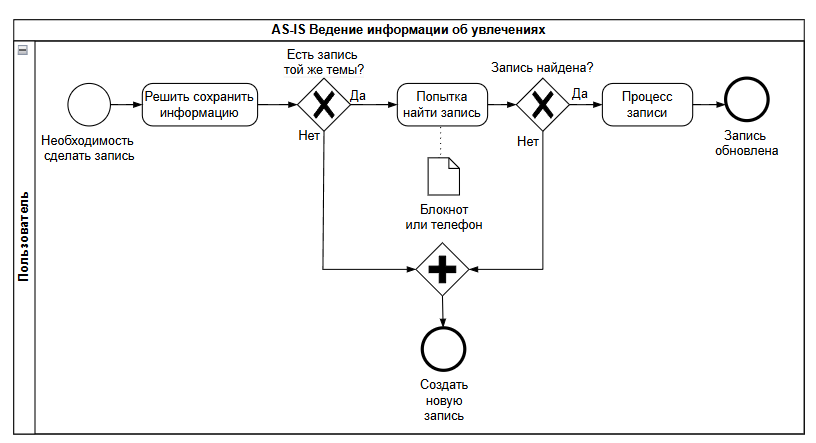 AS-IS Ведение информации об увлечениях
Пользователь
Необходимость
сделать запись
Решить сохранить
информацию
Есть запись
той же темы?
Да
Нет
Попытка
найти запись
Блокнот
или телефон
Запись найдена?
Да
Нет
Процесс
записи
Запись
обновлена
Создать
новую
запись